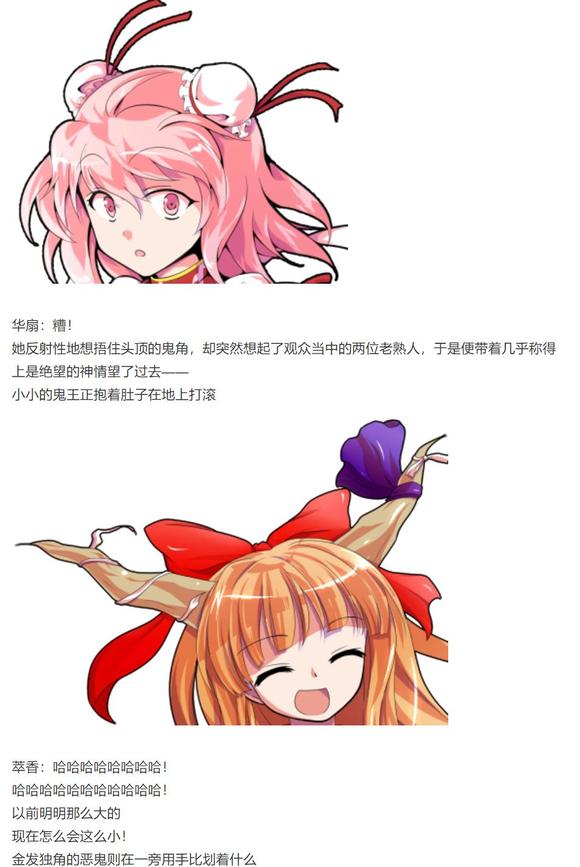 华扇：糟！
她反射性地想捂住头顶的鬼角，却突然想起了观众当中的两位老熟人，于是便带着几乎称得
上是绝望的神情望了过去——
小小的鬼王正抱着肚子在地上打滚
萃香：哈哈哈哈哈哈哈哈哈！
哈哈哈哈哈哈哈哈哈哈哈哈！
以前明明那么大的
现在怎么会这么小！
金发独角的恶鬼则在一旁用手比划着什么